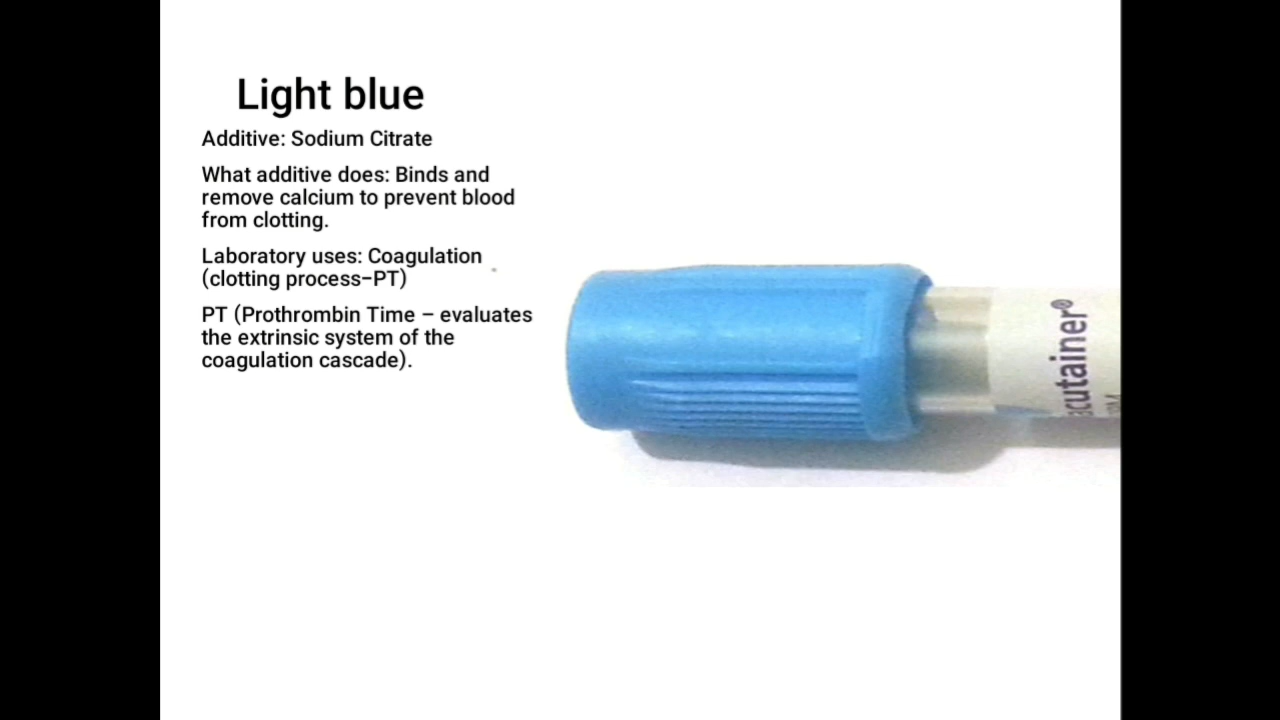 Light blue
Additive: Sodium Citrate
What additive does: Binds and
remove calcium to prevent blood
from clotting.
Laboratory uses: Coagulation
(clotting process–PT)
PT (Prothrombin Time – evaluates
the extrinsic system of the
coagulation cascade).
acutainer®